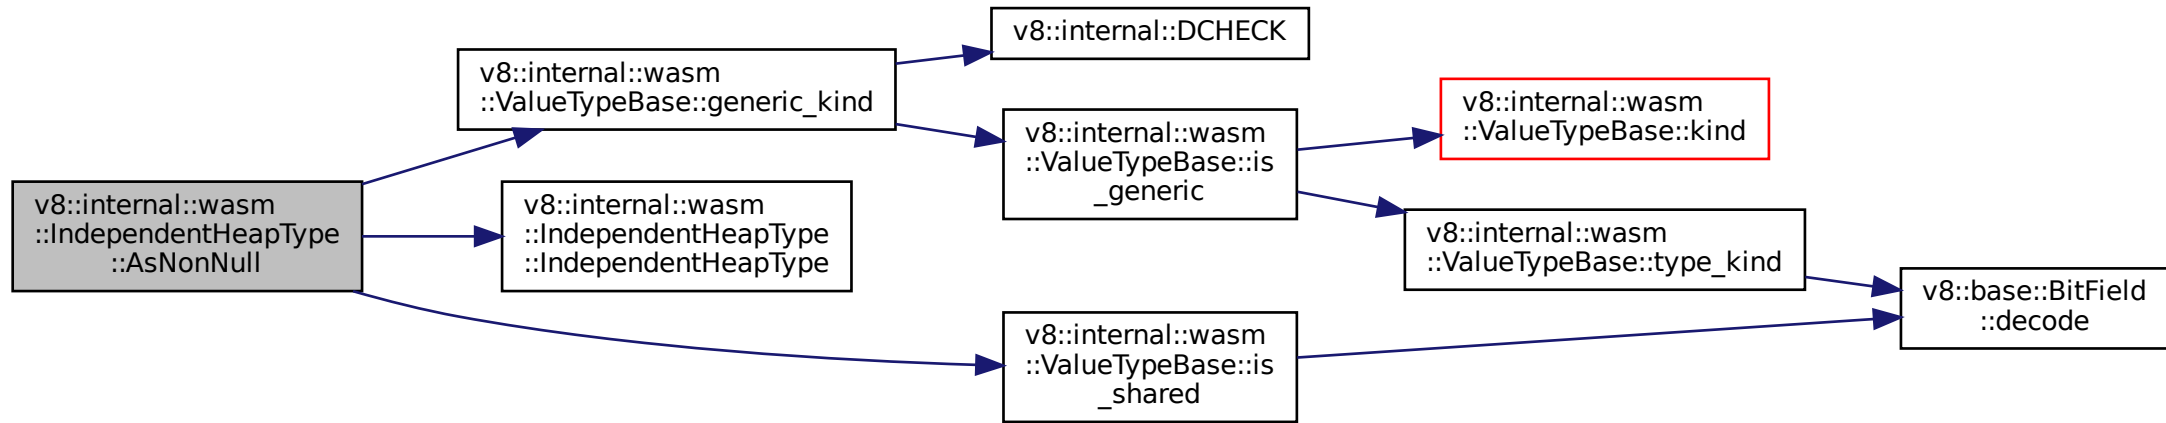 v8::internal::wasm
::IndependentHeapType
::AsNonNull
v8::internal::wasm
::ValueTypeBase::generic_kind
v8::internal::wasm
::IndependentHeapType
::IndependentHeapType
v8::internal::DCHECK
v8::internal::wasm
::ValueTypeBase::is
_generic
v8::internal::wasm
::ValueTypeBase::is
_shared
v8::internal::wasm
::ValueTypeBase::kind
v8::internal::wasm
::ValueTypeBase::type_kind
v8::base::BitField
::decode